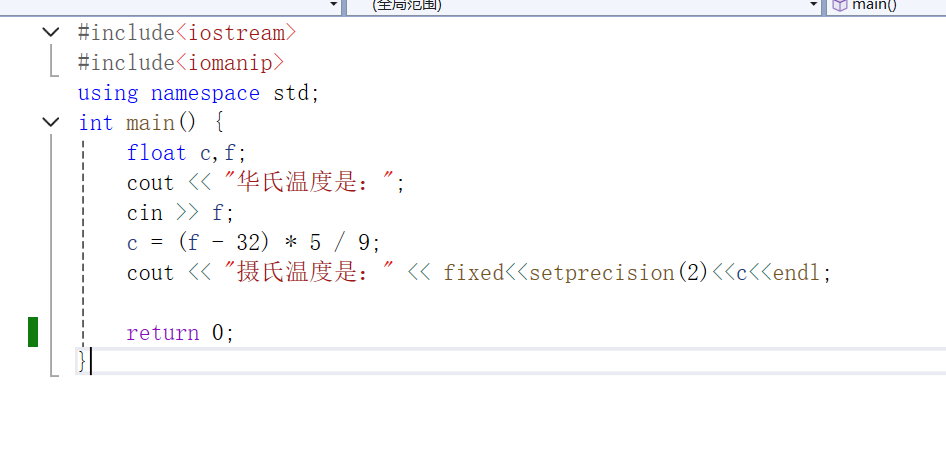 (全局范围) main()
#include<iostream>
#include<iomanip>
using namespace std;
int main() {
float c,f;
cout << "华氏温度是：";
cin >> f;
c = (f - 32) * 5 / 9;
cout << "摄氏温度是：" << fixed<<setprecision(2)<<c<<endl;
return 0;
}